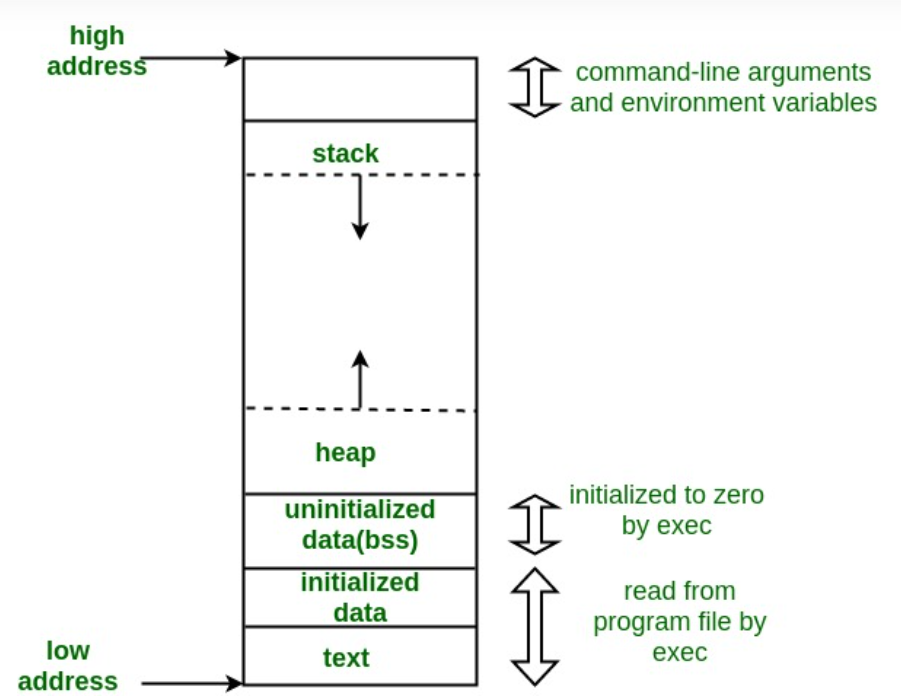 high
address
command-line arguments
and environment variables
stack
heap
uninitialized
data(bss)
initialized to zero
by exec
initialized
data
read from
program file by
exec
text
low
address